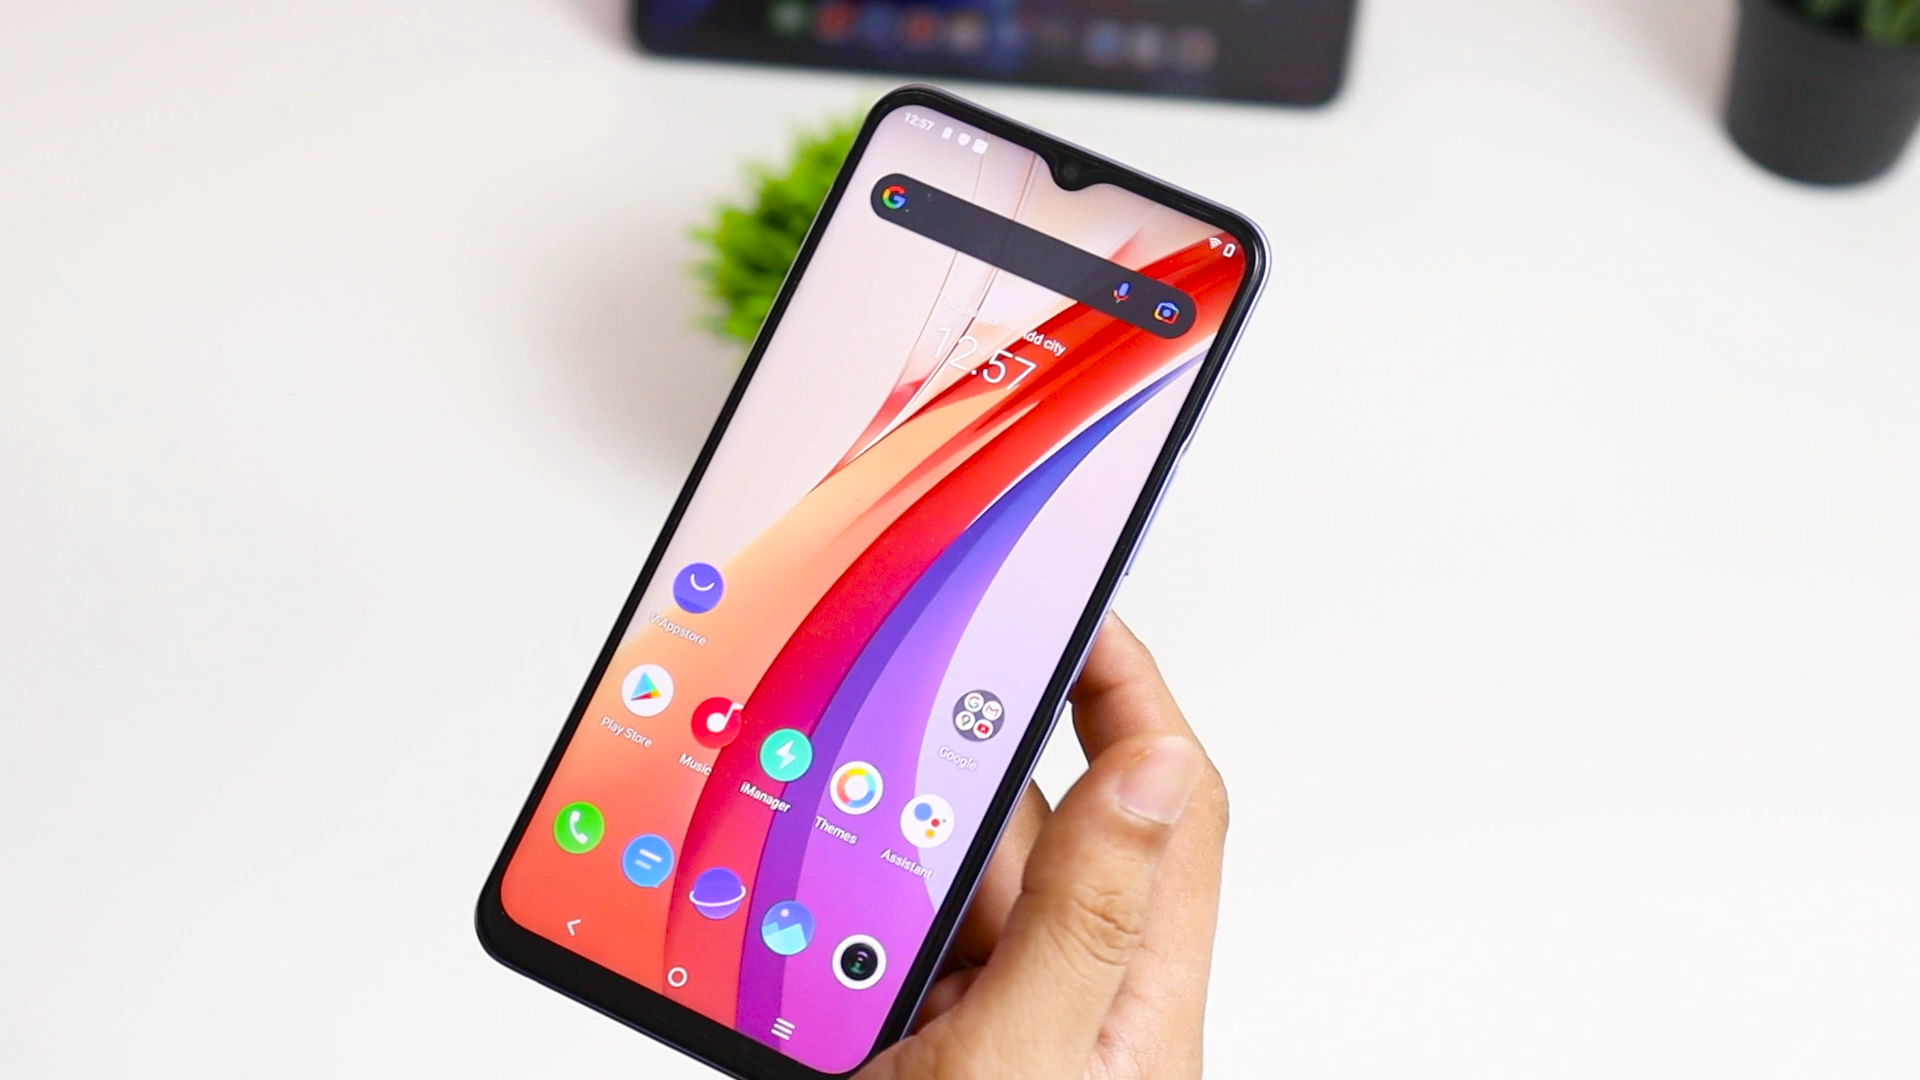 12:57
G
Add city
12:57
V-Appstore
Play Store
Music
iManager
Themes
Google
Assistant